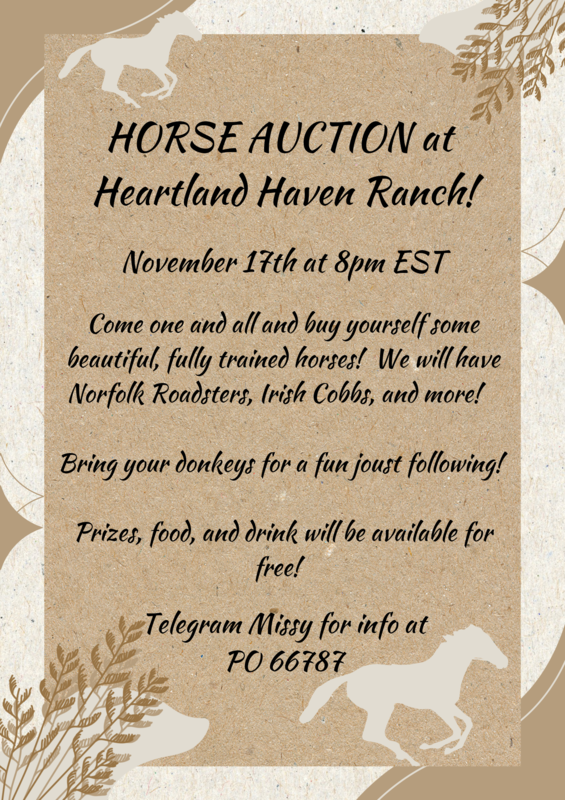 HORSE AUCTION at
Heartland Haven Ranch!
November 17th at 8pm EST
Come one and all and buy yourself some
beautiful, fully trained horses! We will have
Norfolk Roadsters, Irish Cobbs, and more!
Bring your donkeys for a fun joust following!
Prizes, food, and drink will be available for
free!
Telegram Missy for info at
PO 66787